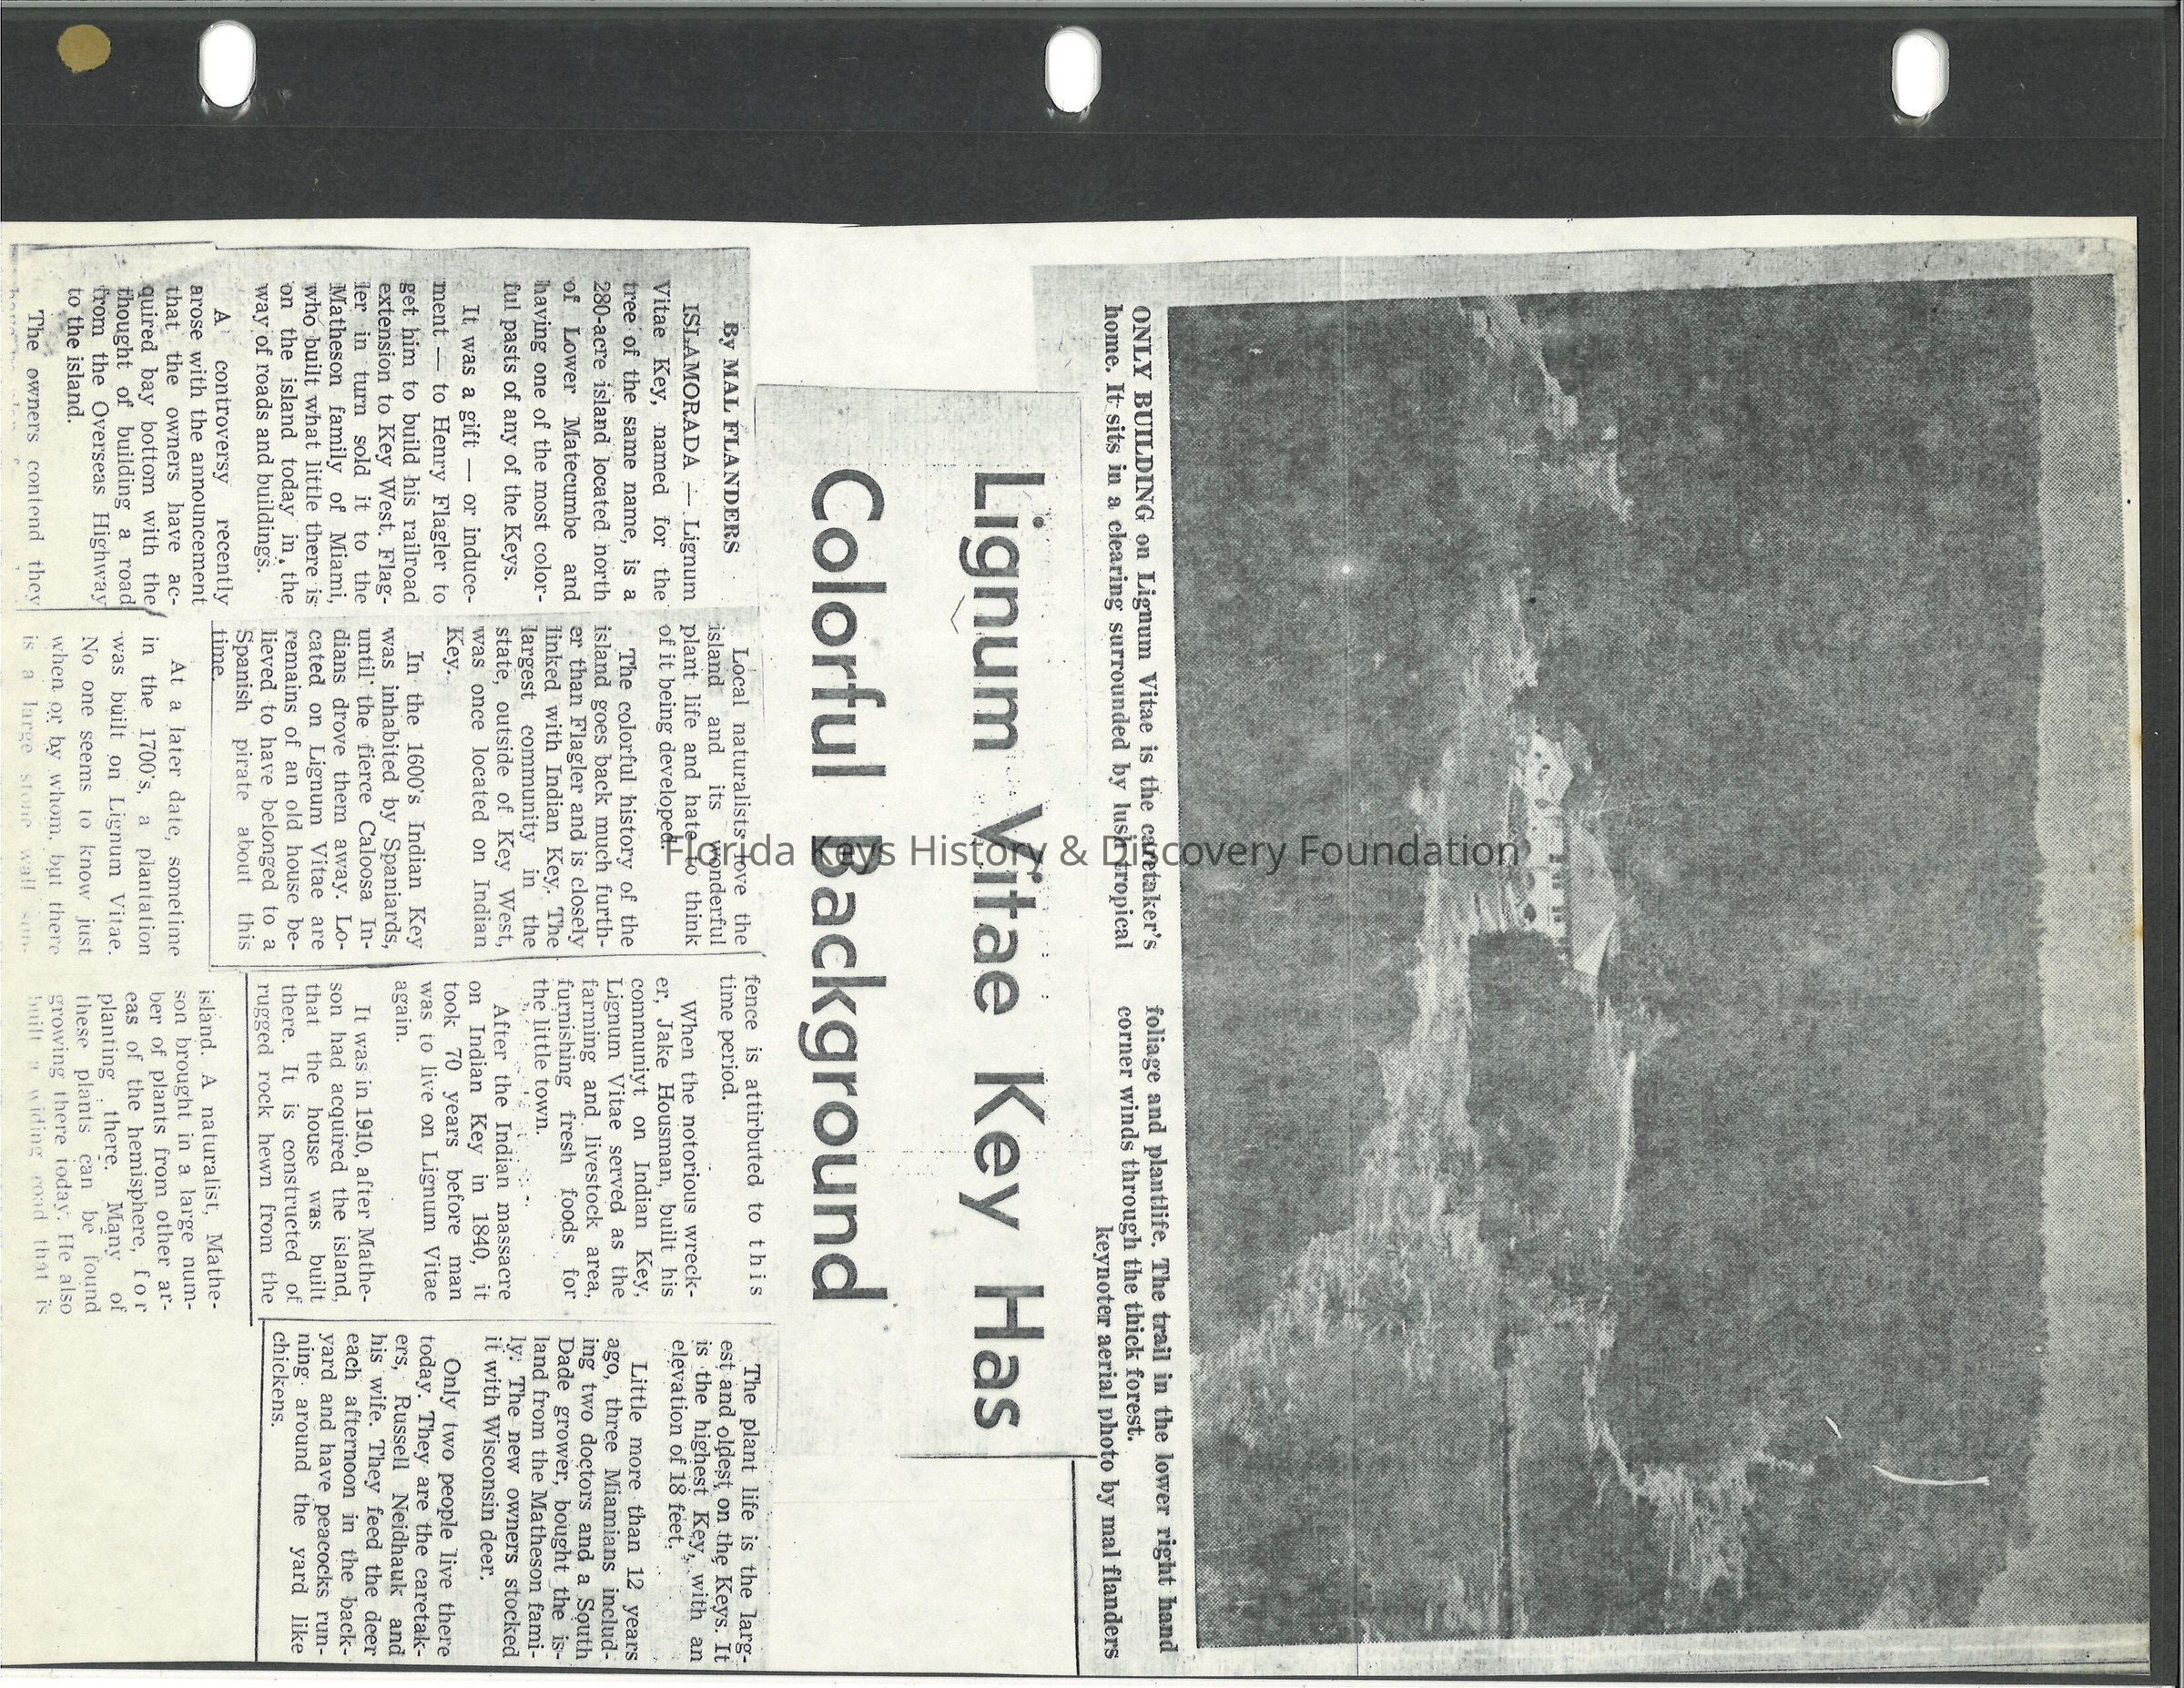 ONLY BUILDING on Lignum Vitae is the caretaker's
home. It sits in a clearing surrounded by lush tropical
foliage and plantlife. The trail in the lower right hand
corner winds through the thick forest.
keynoter aerial photo by mal flanders
Lignum Vitae Key Has
Colorful Background
By MAL FLANDERS
ISLAMORADA — Lignum
Vitae Key, named for the
tree of the same name, is a
280-acre island located north
of Lower Matecumbe and
having one of the most color-
ful pasts of any of the Keys.
It was a gift — or induce-
ment — to Henry Flagler to
get him to build his railroad
extension to Key West. Flag-
ler in turn sold it to the
Matheson family of Miami,
who built what little there is
on the island today in the
way of roads and buildings.
A controversy recently
arose with the announcement
that the owners have ac-
quired bay bottom with the
thought of building a road
from the Overseas Highway
to the island.
The owners contend they
Local naturalists love the
island and its wonderful
plant life and hate to think
of it being developed.
The colorful history of the
island goes back much furth-
er than Flagler and is closely
linked with Indian Key. The
largest community in the
state, outside of Key West,
was once located on Indian
Key.
In the 1600's Indian Key
was inhabited by Spaniards,
until the fierce Caloosa In-
dians drove them away. Lo-
cated on Lignum Vitae are
remains of an old house be-
lieved to have belonged to a
Spanish pirate about this
time.
At a later date, sometime
in the 1700's, a plantation
was built on Lignum Vitae.
No one seems to know just
when or by whom, but there
is a large stone wall
fence is attirbuted to this
time period.
When the notorious wreck-
er, Jake Housman, built his
communiyt on Indian Key,
Lignum Vitae served as the
farming and livestock area,
furnishing fresh foods for
the little town.
After the Indian massacre
on Indian Key in 1840, it
took 70 years before man
was to live on Lignum Vitae
again.
It was in 1910, after Mathe-
son had acquired the island,
that the house was built
there. It is constructed of
rugged rock hewn from the
island. A naturalist, Mathe-
son brought in a large num-
ber of plants from other ar-
eas of the hemisphere, for
planting there. Many of
these plants can be found
growing there today. He also
built a widing road that is
The plant life is the larg-
est and oldest on the Keys. It
is the highest Key, with an
elevation of 18 feet.
Little more than 12 years
ago, three Miamians includ-
ing two doctors and a South
Dade grower, bought the is-
land from the Matheson fami-
ly. The new owners stocked
it with Wisconsin deer.
Only two people live there
today. They are the caretak-
ers, Russell Neidhauk and
his wife. They feed the deer
each afternoon in the back-
yard and have peacocks run-
ning around the yard like
chickens.
Florida Keys History & Discovery Foundation